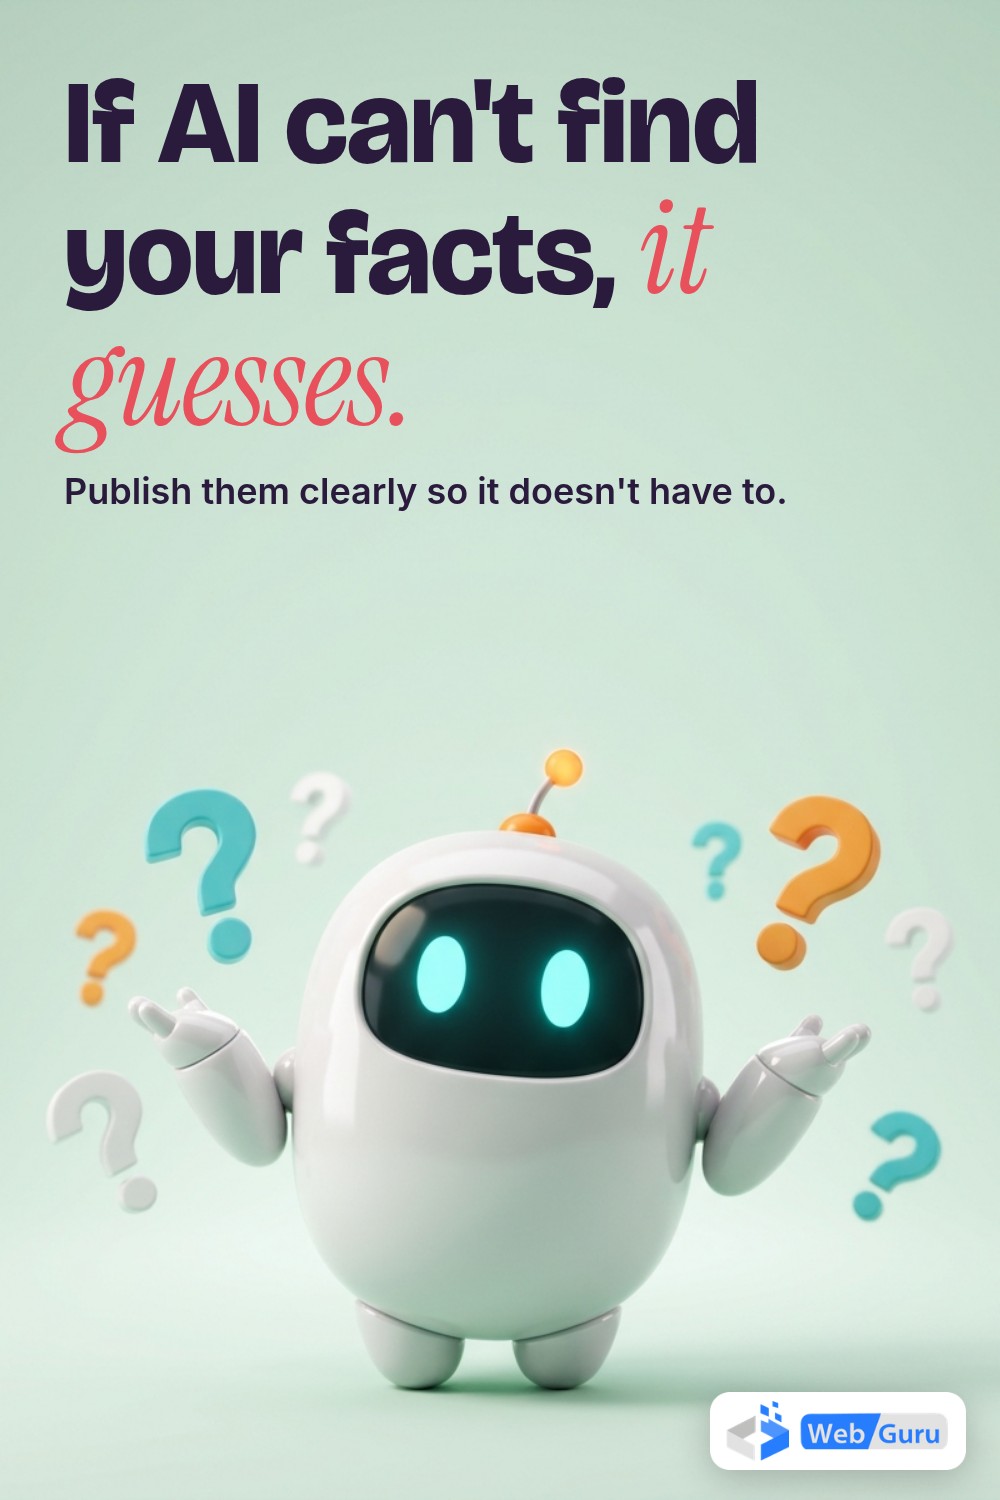 If AI can't find
your facts, it
guesses.
Publish them clearly so it doesn't have to.
? ? ? ? ? ? ? ?
Web Guru